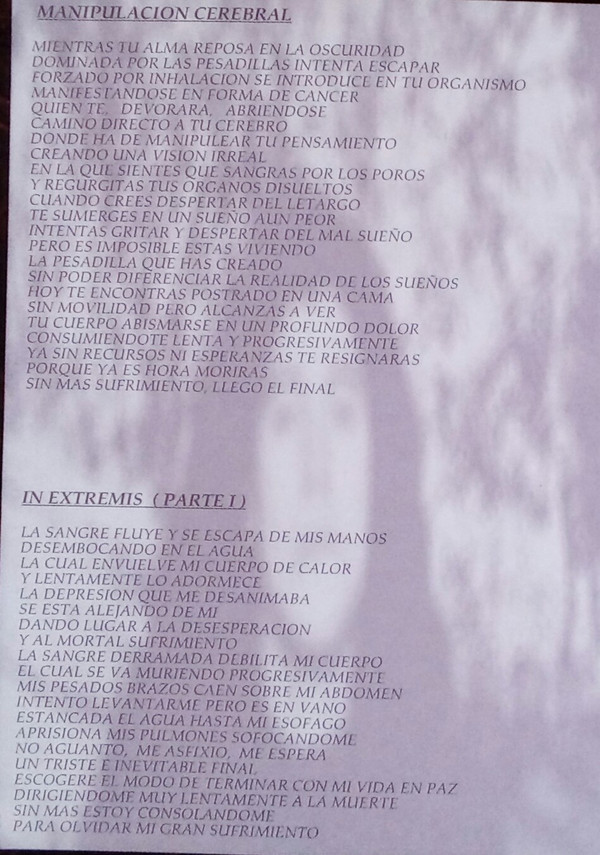 MANIPULACION CEREBRAL
MIENTRAS TU ALMA REPOSA EN LA OSCURIDAD
DOMINADA POR LAS PESADILLAS INTENTA ESCAPAR
FORZADO POR INHALACION SE INTRODUCE EN TU ORGANISMO
MANIFESTANDOSE EN FORMA DE CANCER
QUIEN TE, DEVORARA, ABRIENDOSE
CAMINO DIRECTO A TU CEREBRO
DONDE HA DE MANIPULEAR TU PENSAMIENTO
CREANDO UNA VISION IRREAL
EN LA QUE SIENTES QUE SANGRAS POR LOS POROS
Y REGURGITAS TUS ORGANOS DISUELTOS
CUANDO CREES DESPERTAR DEL LETARGO
TE SUMERGES EN UN SUEÑO AUN PEOR
INTENTAS GRITAR Y DESPERTAR DEL MAL SUEÑO
PERO ES IMPOSIBLE ESTAS VIVIENDO
LA PESADILLA QUE HAS CREADO
SIN PODER DIFERENCIAR LA REALIDAD DE LOS SUEÑOS
HOY TE ENCONTRAS POSTRADO EN UNA CAMA
SIN MOVILIDAD PERO ALCANZAS A VER
TU CUERPO ABISMARSE EN UN PROFUNDO DOLOR
CONSUMIENDOTE LENTA Y PROGRESIVAMENTE
YA SIN RECURSOS NI ESPERANZAS TE RESIGNARAS
PORQUE YA ES HORA MORIRAS
SIN MAS SUFRIMIENTO, LLEGO EL FINAL
IN EXTREMIS (PARTE I)
LA SANGRE FLUYE Y SE ESCAPA DE MIS MANOS
DESEMBOCANDO EN EL AGUA
LA CUAL ENVUELVE MI CUERPO DE CALOR
Y LENTAMENTE LO ADORMECE
LA DEPRESION QUE ME DESANIMABA
SE ESTA ALEJANDO DE MI
DANDO LUGAR A LA DESESPERACION
Y AL MORTAL SUFRIMIENTO
LA SANGRE DERRAMADA DEBILITA MI CUERPO
EL CUAL SE VA MURIENDO PROGRESIVAMENTE
MIS PESADOS BRAZOS CAEN SOBRE MI ABDOMEN
INTENTO LEVANTARME PERO ES EN VANO
ESTANCADA EL AGUA HASTA MI ESOFAGO
APRISIONA MIS PULMONES SOFOCANDOME
NO AGUANTO, ME ASFIXIO, ME ESPERA
UN TRISTE E INEVITABLE FINAL
ESCOGERE EL MODO DE TERMINAR CON MI VIDA EN PAZ
DIRIGIENDOME MUY LENTAMENTE A LA MUERTE
SIN MAS ESTOY CONSOLANDOME
PARA OLVIDAR MI GRAN SUFRIMIENTO